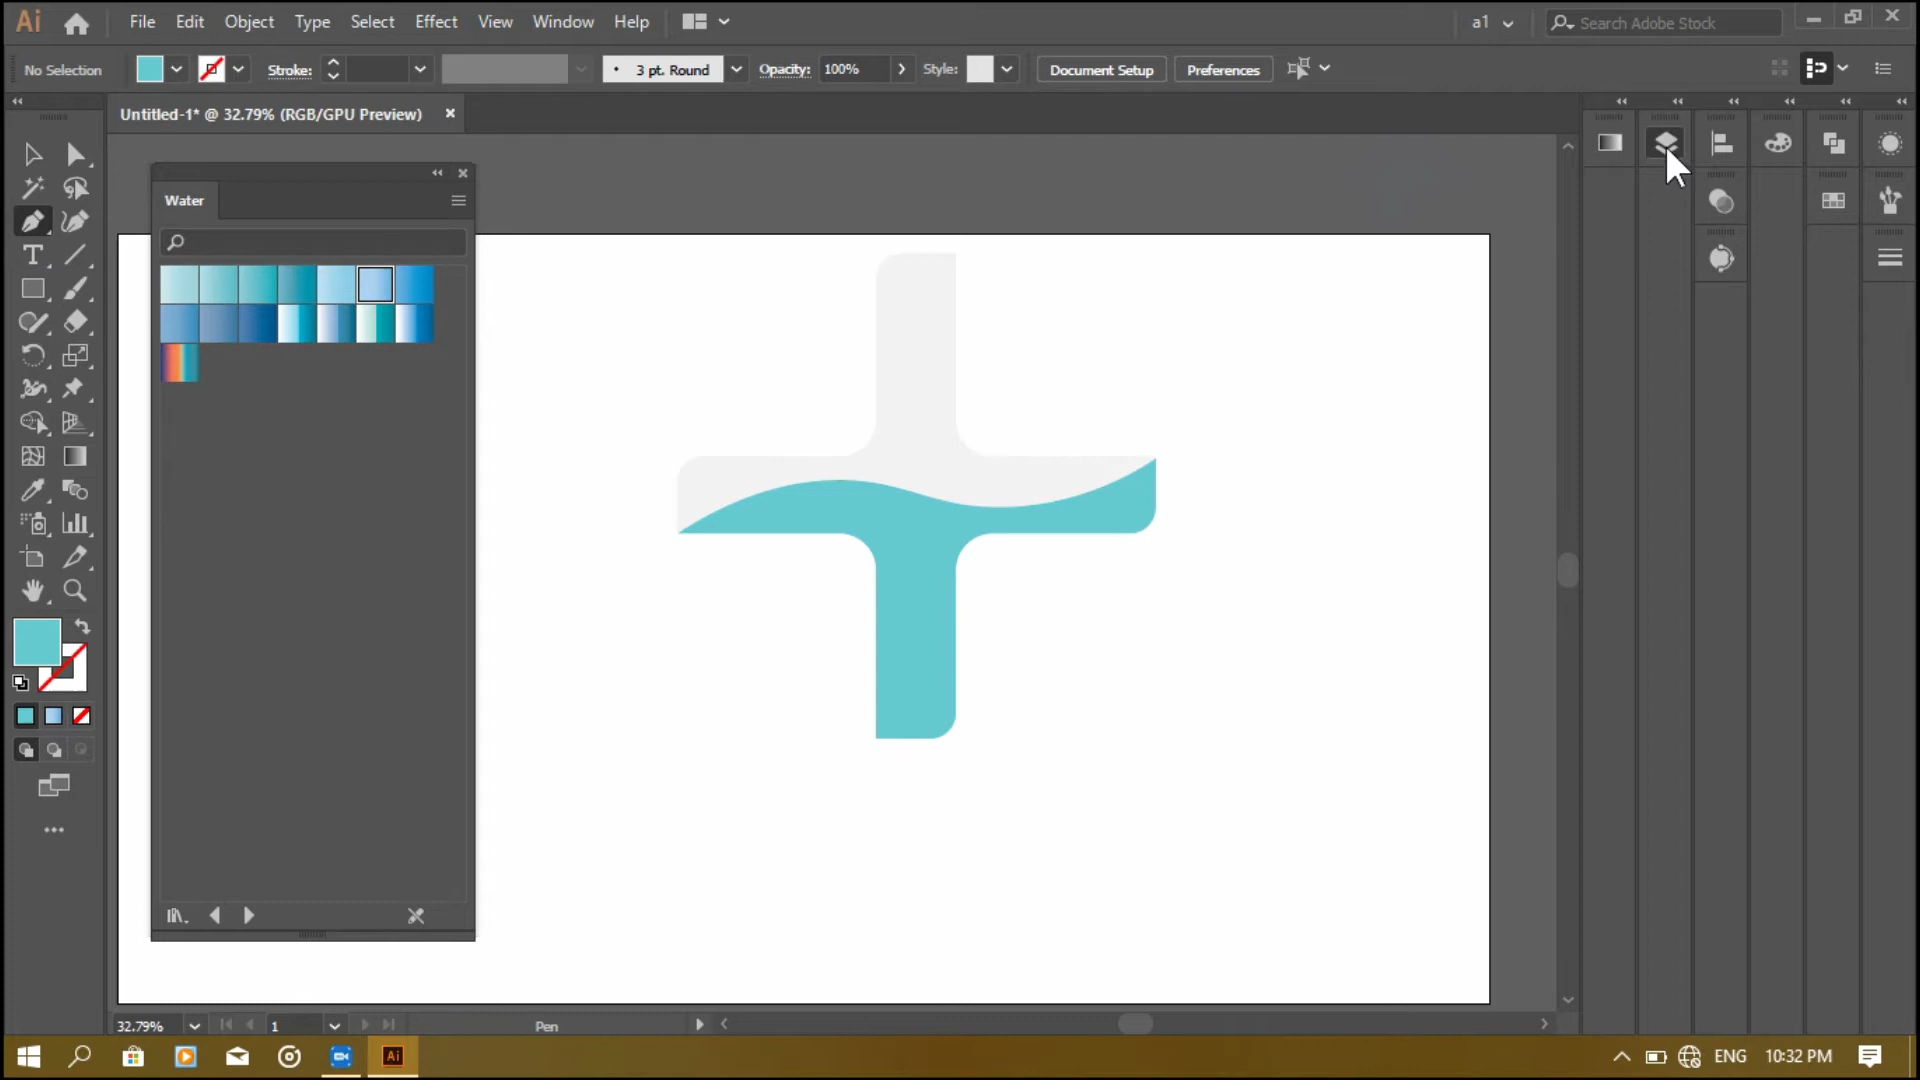 Ai File Edit Object Type Select Effect View Window Help a1 Search Adobe Stock
No Selection Stroke: 3 pt. Round Opacity: 100% Style: Document Setup Preferences
Untitled-1* @ 32.79% (RGB/GPU Preview)
Water
32.79% 1 Pen
Ai ENG 10:32 PM